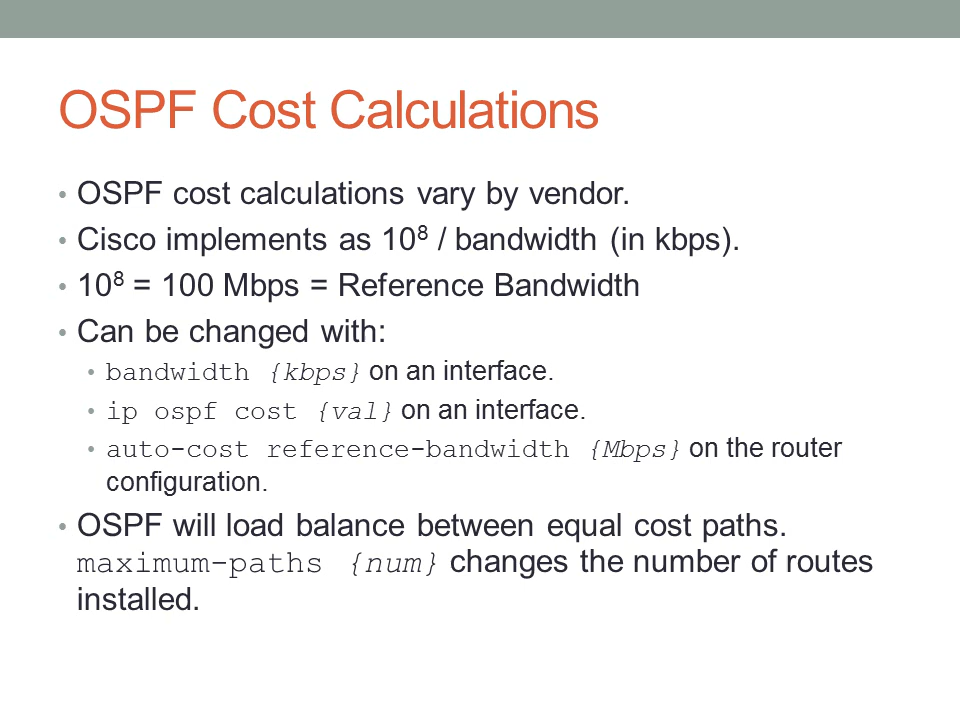 OSPF Cost Calculations
• OSPF cost calculations vary by vendor.
• Cisco implements as 10⁸ / bandwidth (in kbps).
• 10⁸ = 100 Mbps = Reference Bandwidth
• Can be changed with:
• bandwidth {kbps} on an interface.
• ip ospf cost {val} on an interface.
• auto-cost reference-bandwidth {Mbps} on the router
configuration.
• OSPF will load balance between equal cost paths.
maximum-paths {num} changes the number of routes
installed.